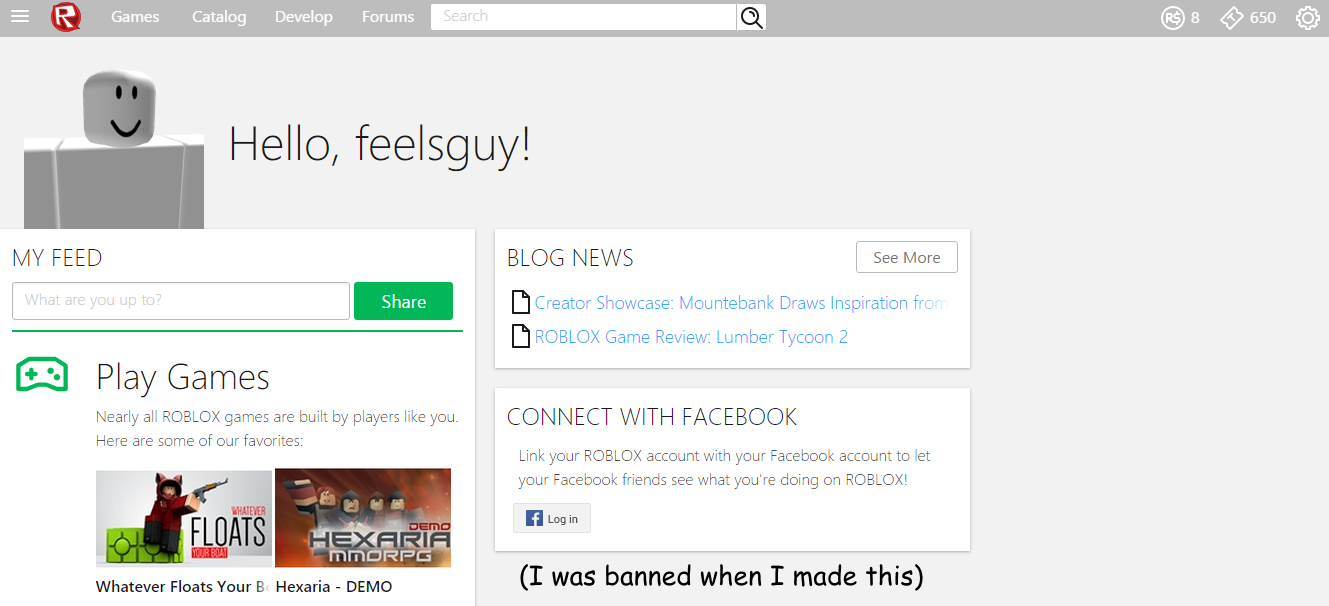 Games Catalog Develop Forums Search R$ 8 650
Hello, feelsguy!
MY FEED
What are you up to? Share
Play Games
Nearly all ROBLOX games are built by players like you.
Here are some of our favorites:
WHATEVER
FLOATS
YOUR BOAT
DEMO
HEXARIA
MMORPG
Whatever Floats Your B
Hexaria - DEMO
BLOG NEWS See More
Creator Showcase: Mountebank Draws Inspiration from
ROBLOX Game Review: Lumber Tycoon 2
CONNECT WITH FACEBOOK
Link your ROBLOX account with your Facebook account to let
your Facebook friends see what you're doing on ROBLOX!
Log in
(I was banned when I made this)